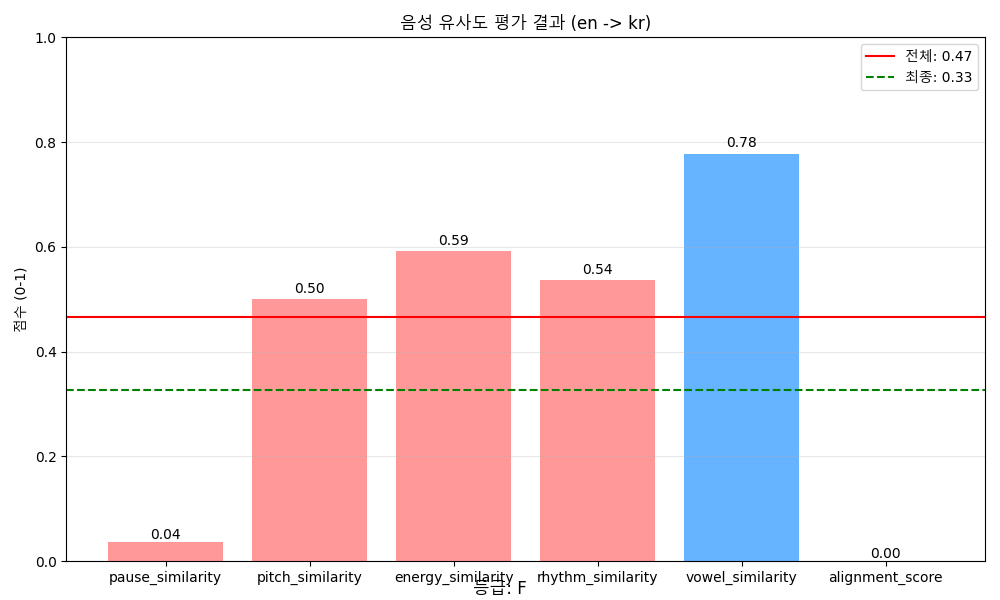 음성 유사도 평가 결과 (en -> kr)
전체: 0.47
최종: 0.33
점수 (0-1)
1.0
0.8
0.6
0.4
0.2
0.0
0.04
0.50
0.59
0.54
0.78
0.00
pause_similarity
pitch_similarity
energy_similarity
rhythm_similarity
vowel_similarity
alignment_score
등급: F